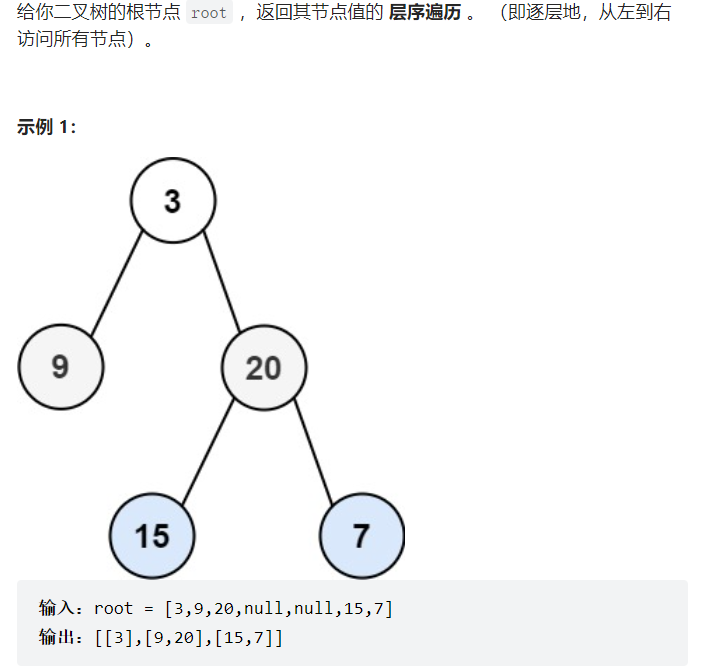 给你二叉树的根节点 root ，返回其节点值的 层序遍历 。 （即逐层地，从左到右
访问所有节点）。
示例 1：
3
9
20
15
7
输入：root = [3,9,20,null,null,15,7]
输出：[[3],[9,20],[15,7]]